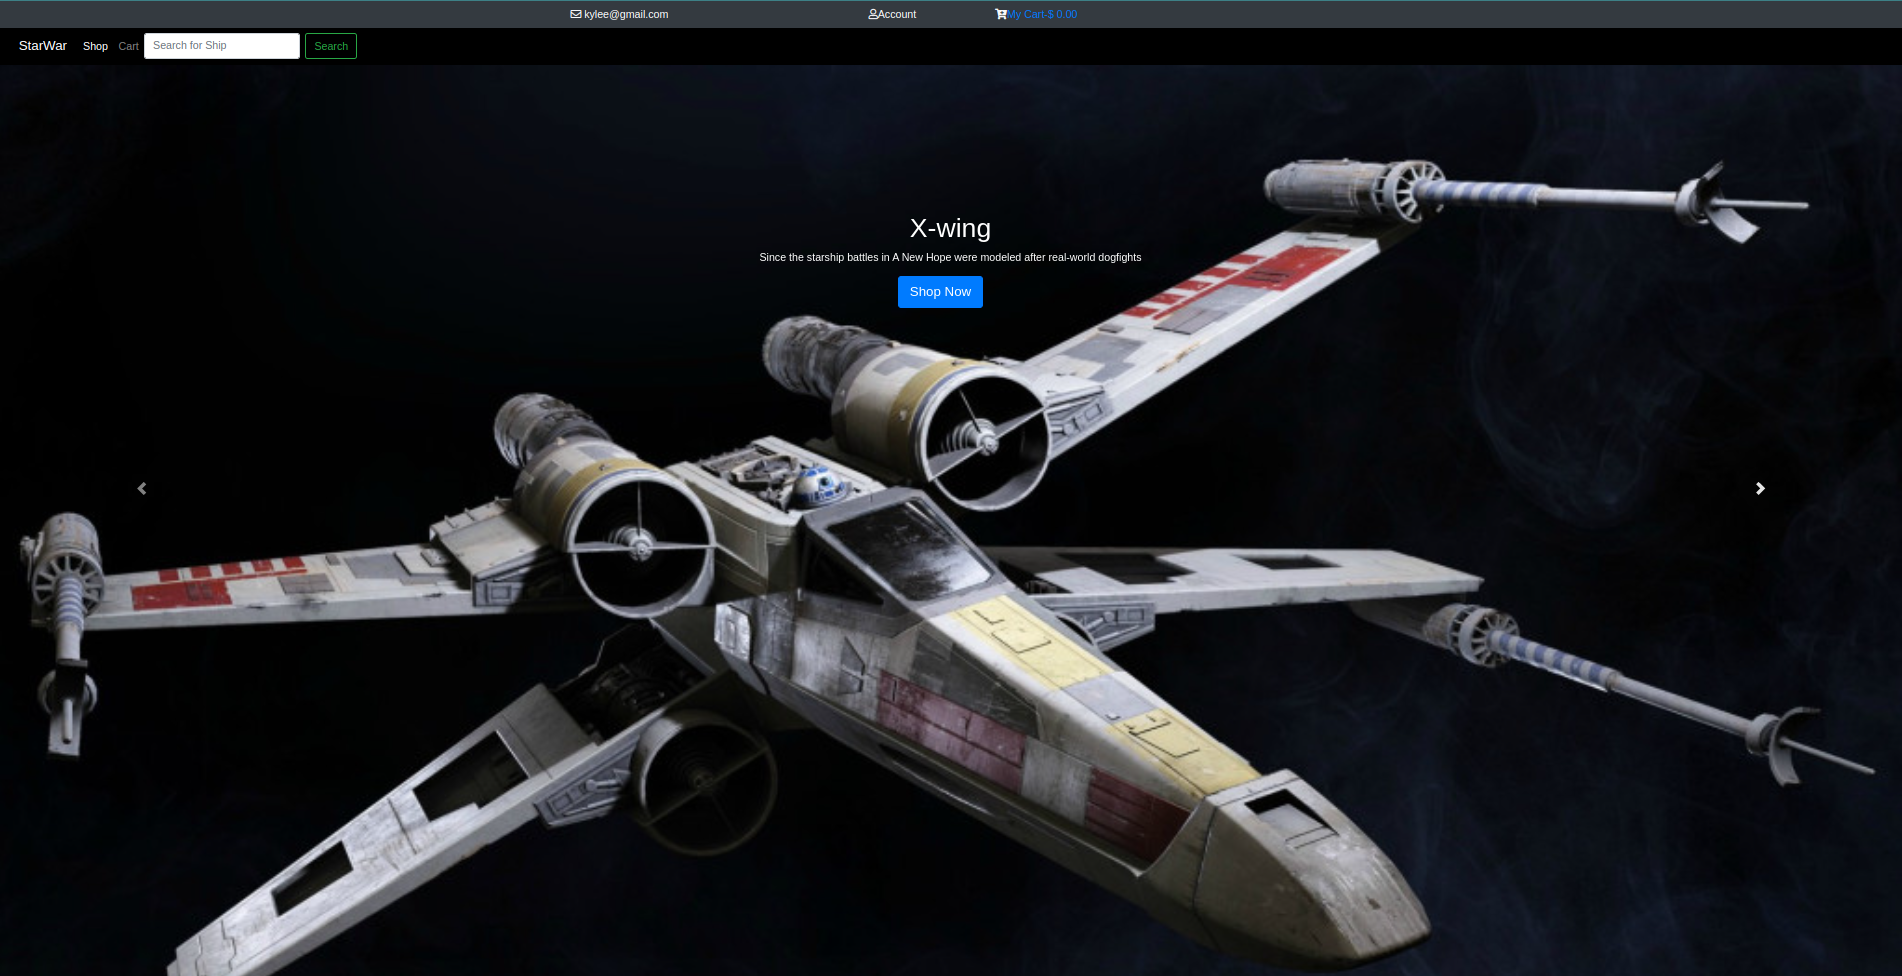 kylee@gmail.com Account My Cart-$ 0.00
StarWar Shop Cart Search for Ship Search
X-wing
Since the starship battles in A New Hope were modeled after real-world dogfights
Shop Now